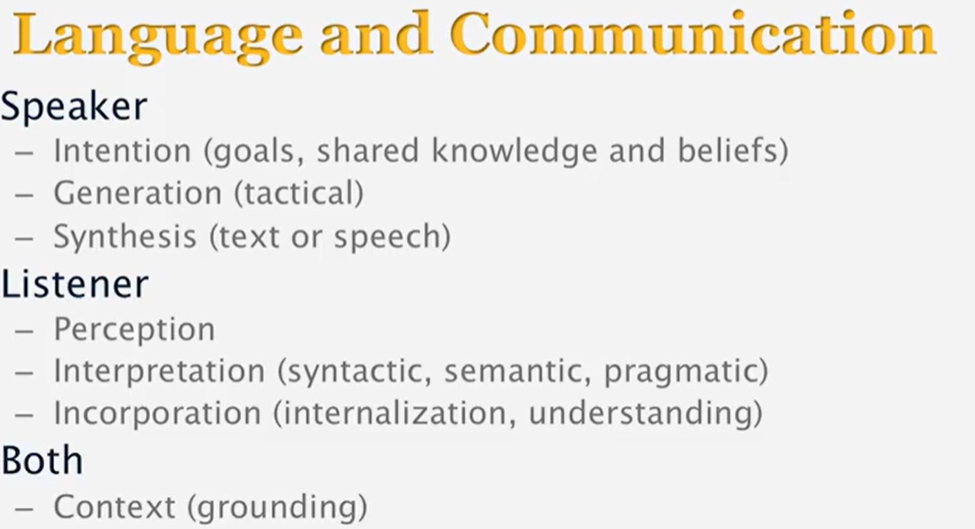 Language and Communication
Speaker
– Intention (goals, shared knowledge and beliefs)
– Generation (tactical)
– Synthesis (text or speech)
Listener
– Perception
– Interpretation (syntactic, semantic, pragmatic)
– Incorporation (internalization, understanding)
Both
– Context (grounding)